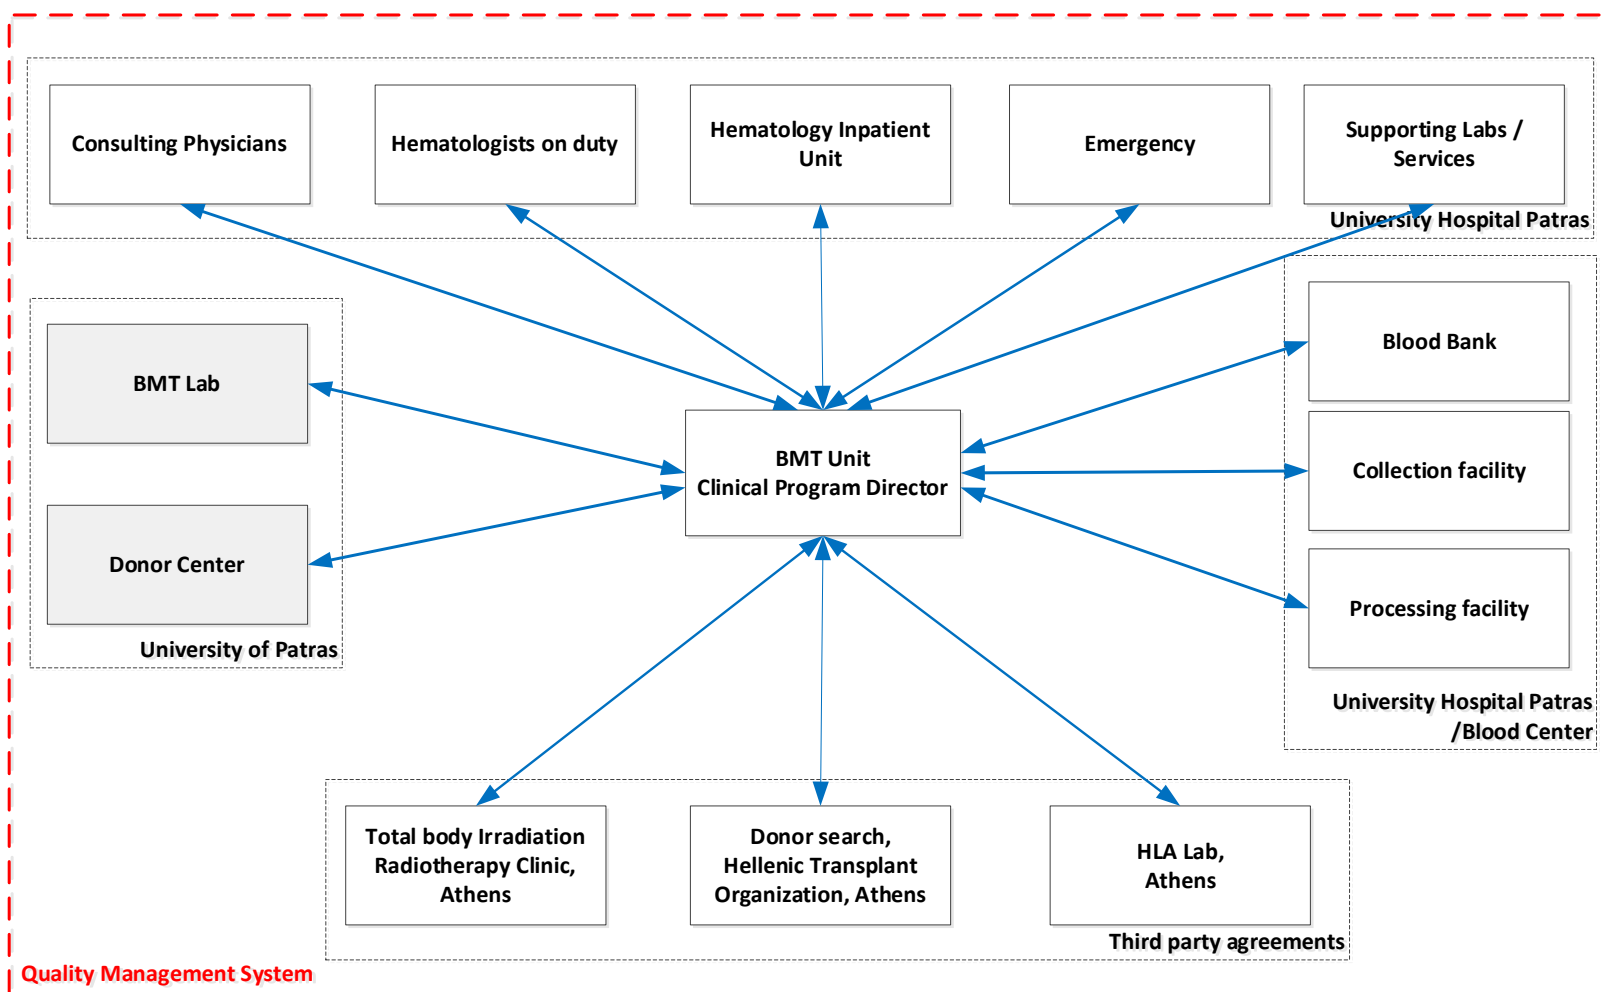 Consulting Physicians
Hematologists on duty
Hematology Inpatient
Unit
Emergency
Supporting Labs /
Services
University Hospital Patras
BMT Lab
Donor Center
University of Patras
BMT Unit
Clinical Program Director
Blood Bank
Collection facility
Processing facility
University Hospital Patras
/Blood Center
Total body Irradiation
Radiotherapy Clinic,
Athens
Donor search,
Hellenic Transplant
Organization, Athens
HLA Lab,
Athens
Third party agreements
Quality Management System